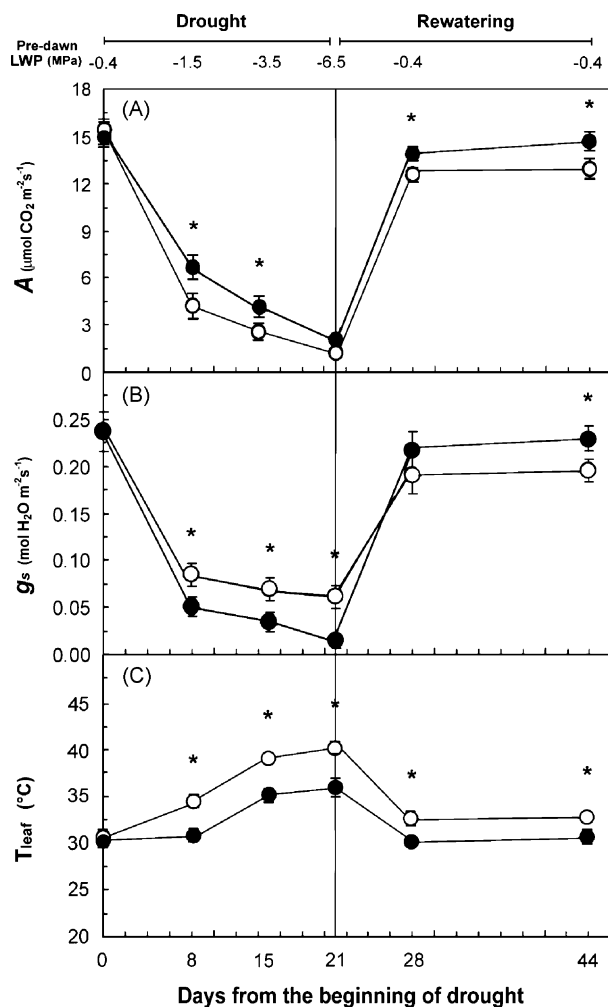 Drought Rewatering
Pre-dawn
LWP (MPa) -0.4 -1.5 -3.5 -6.5 -0.4 -0.4
(A)
*
*
*
*
18
15
12
9
6
3
0
A (μmol CO₂ m⁻²s⁻¹)
(B)
*
*
*
*
0.25
0.20
0.15
0.10
0.05
0.00
gs (mol H₂O m⁻²s⁻¹)
(C)
*
*
*
*
*
45
40
35
30
25
20
Tleaf (°C)
0 8 15 21 28 44
Days from the beginning of drought